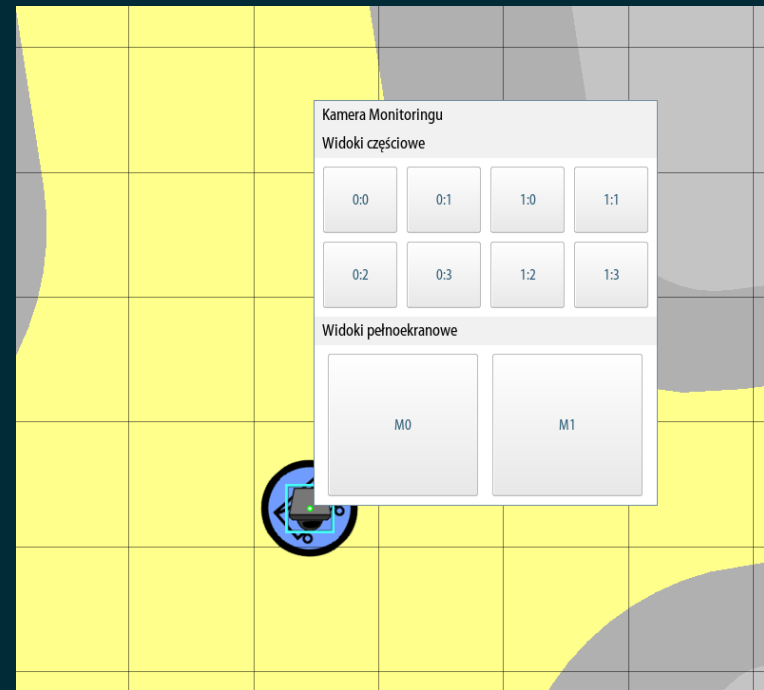 Kamera Monitoringu
Widoki częściowe
0:0 0:1 1:0 1:1
0:2 0:3 1:2 1:3
Widoki pełnoekranowe
M0 M1